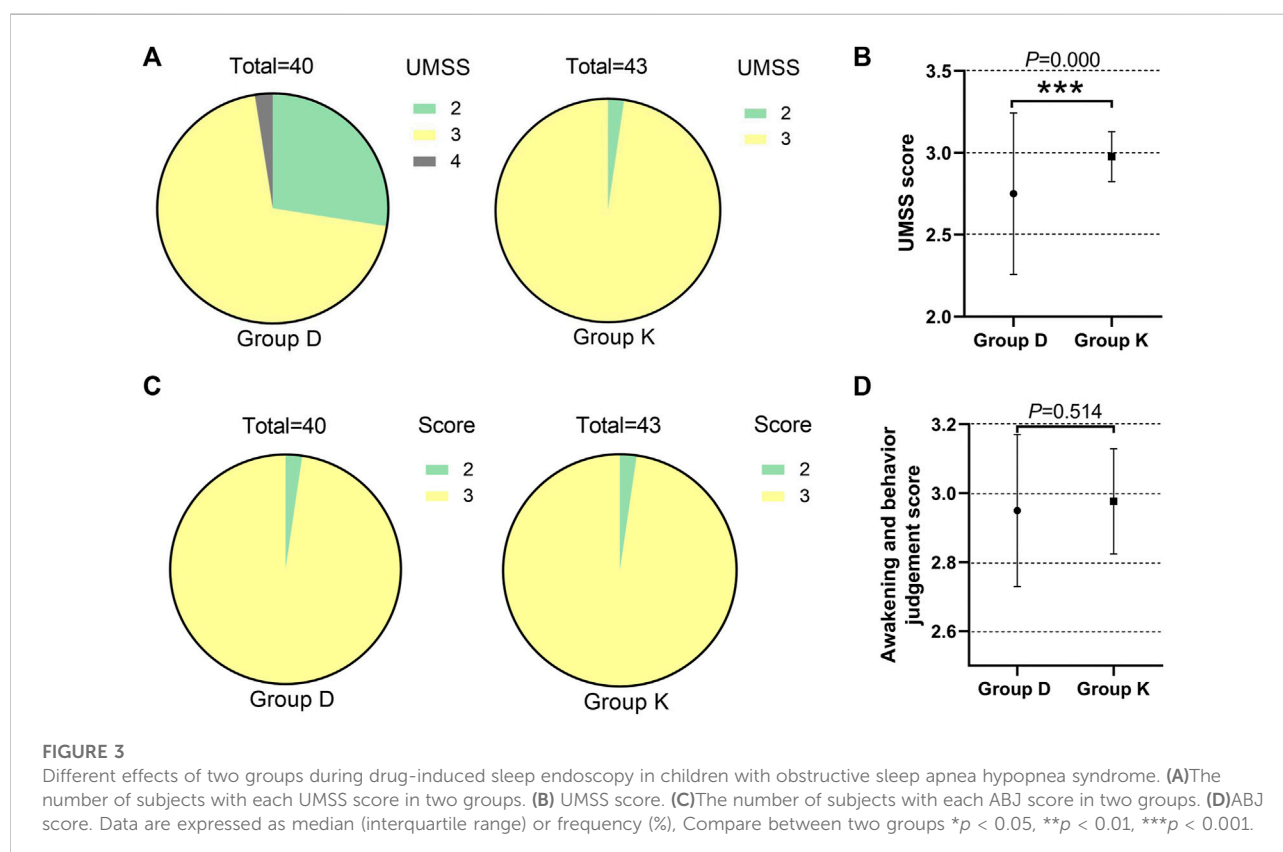 A
Total=40
UMSS
2
3
4
Group D
Total=43
UMSS
2
3
Group K
B
P=0.000
***
3.5
3.0
2.5
2.0
UMSS score
Group D Group K
C
Total=40
Score
2
3
Group D
Total=43
Score
2
3
Group K
D
P=0.514
3.2
3.0
2.8
2.6
Awakening and behavior
judgement score
Group D Group K
FIGURE 3
Different effects of two groups during drug-induced sleep endoscopy in children with obstructive sleep apnea hypopnea syndrome. (A)The
number of subjects with each UMSS score in two groups. (B) UMSS score. (C)The number of subjects with each ABJ score in two groups. (D)ABJ
score. Data are expressed as median (interquartile range) or frequency (%), Compare between two groups *p < 0.05, **p < 0.01, ***p < 0.001.